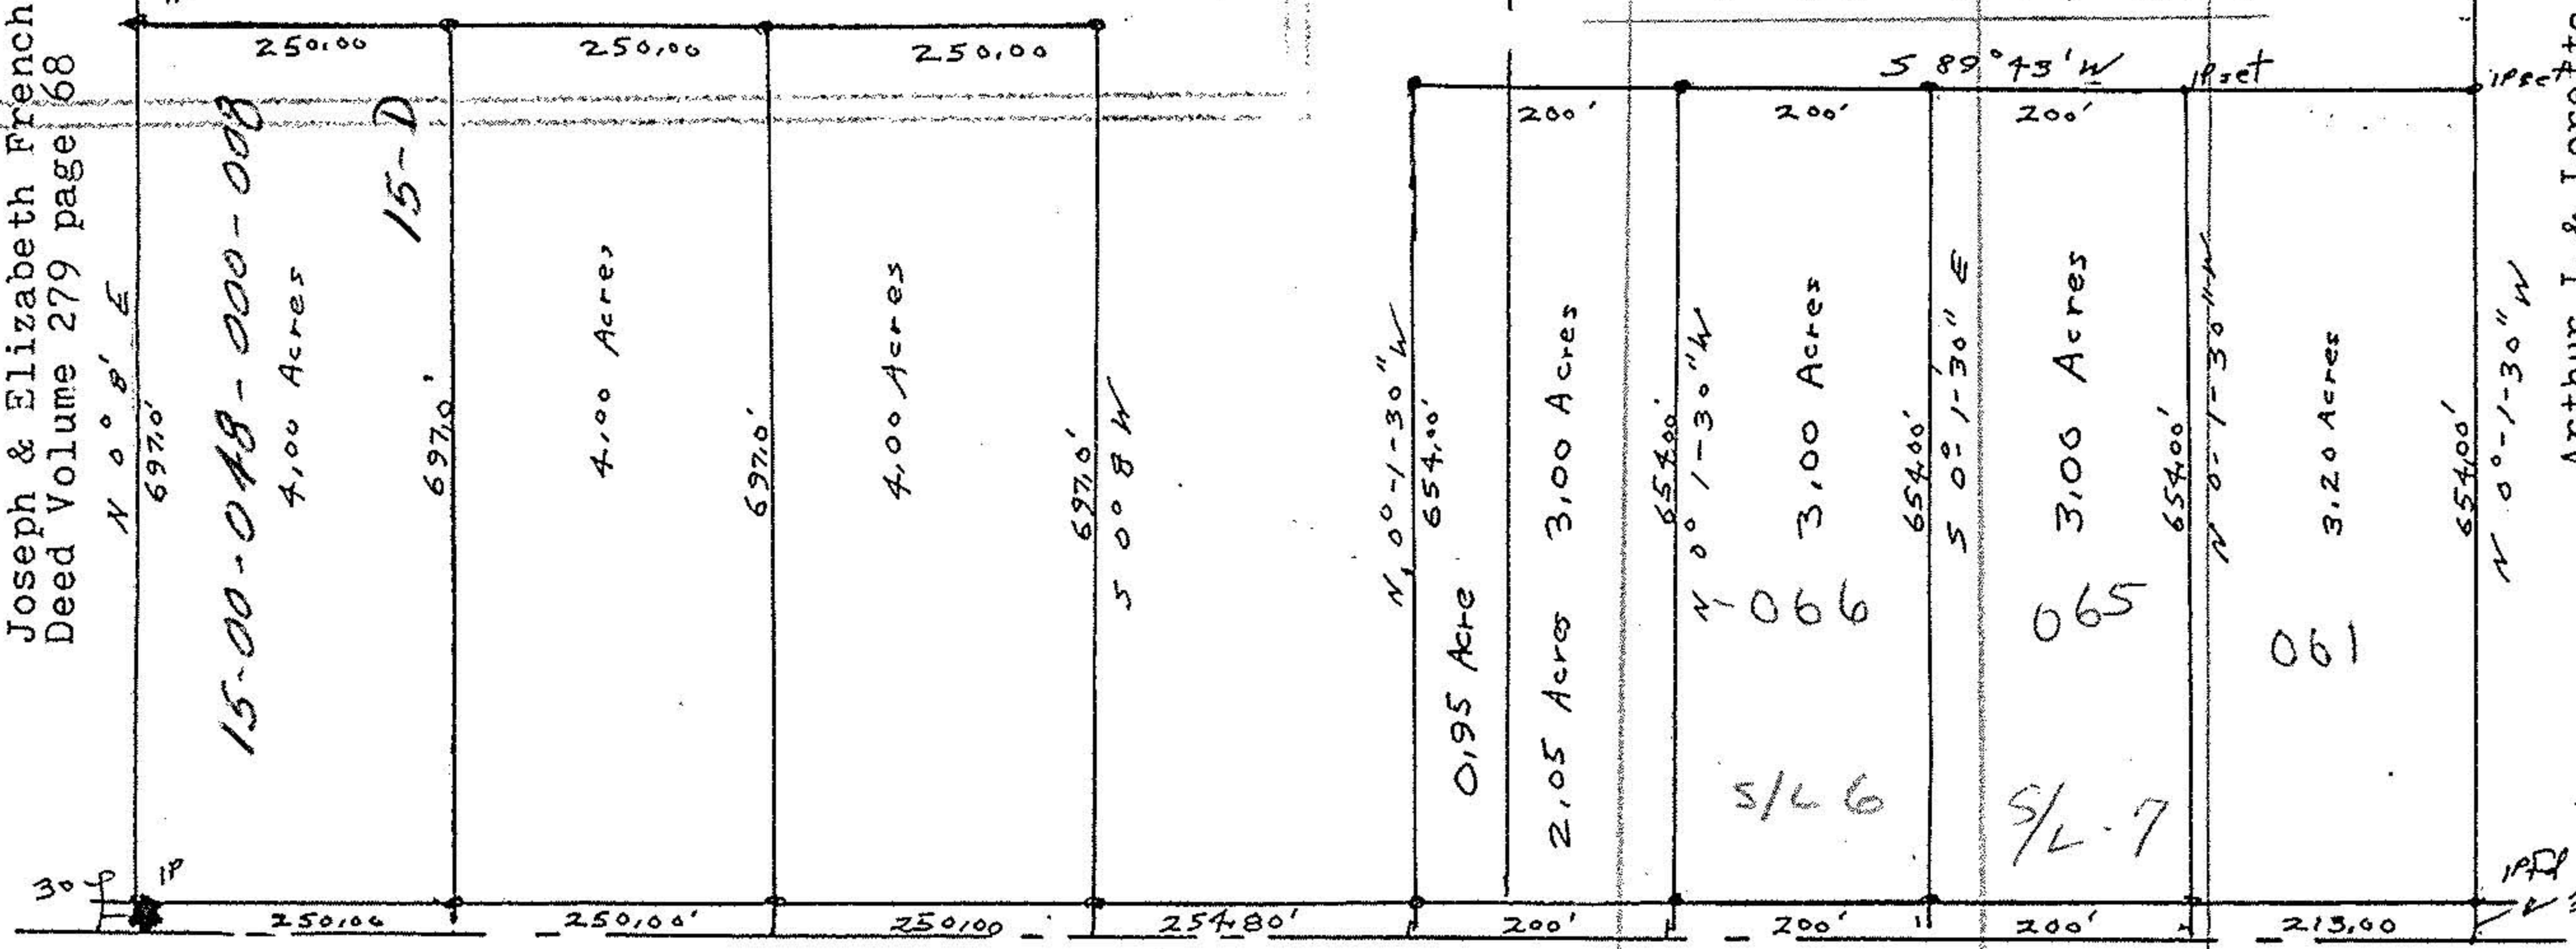 Joseph & Elizabeth French
Deed Volume 279 page 68
N 0° 8' E
697.0'
250.00
250.00
250.00
15-00-048-000-008
15-D
4.00 Acres
697.0'
4.00 Acres
697.0'
4.00 Acres
697.0'
S 0° 8' W
S 89° 43' W
IP set
IP set
200'
200'
200'
N 0°-1-30" W
654.00'
0.95 Acre
3.00 Acres
2.05 Acres
654.00'
N 0° 1-30" W
3.00 Acres
066
S/L 6
654.00'
S 0° 1-30" E
3.00 Acres
065
S/L-7
654.00'
N 0°-1-30" W
3.20 Acres
061
654.00'
N 0°-1-30" W
Arthur L &
30
IP
IP Fd
250.00
250.00'
250.00
254.80'
200'
200'
200'
213.00